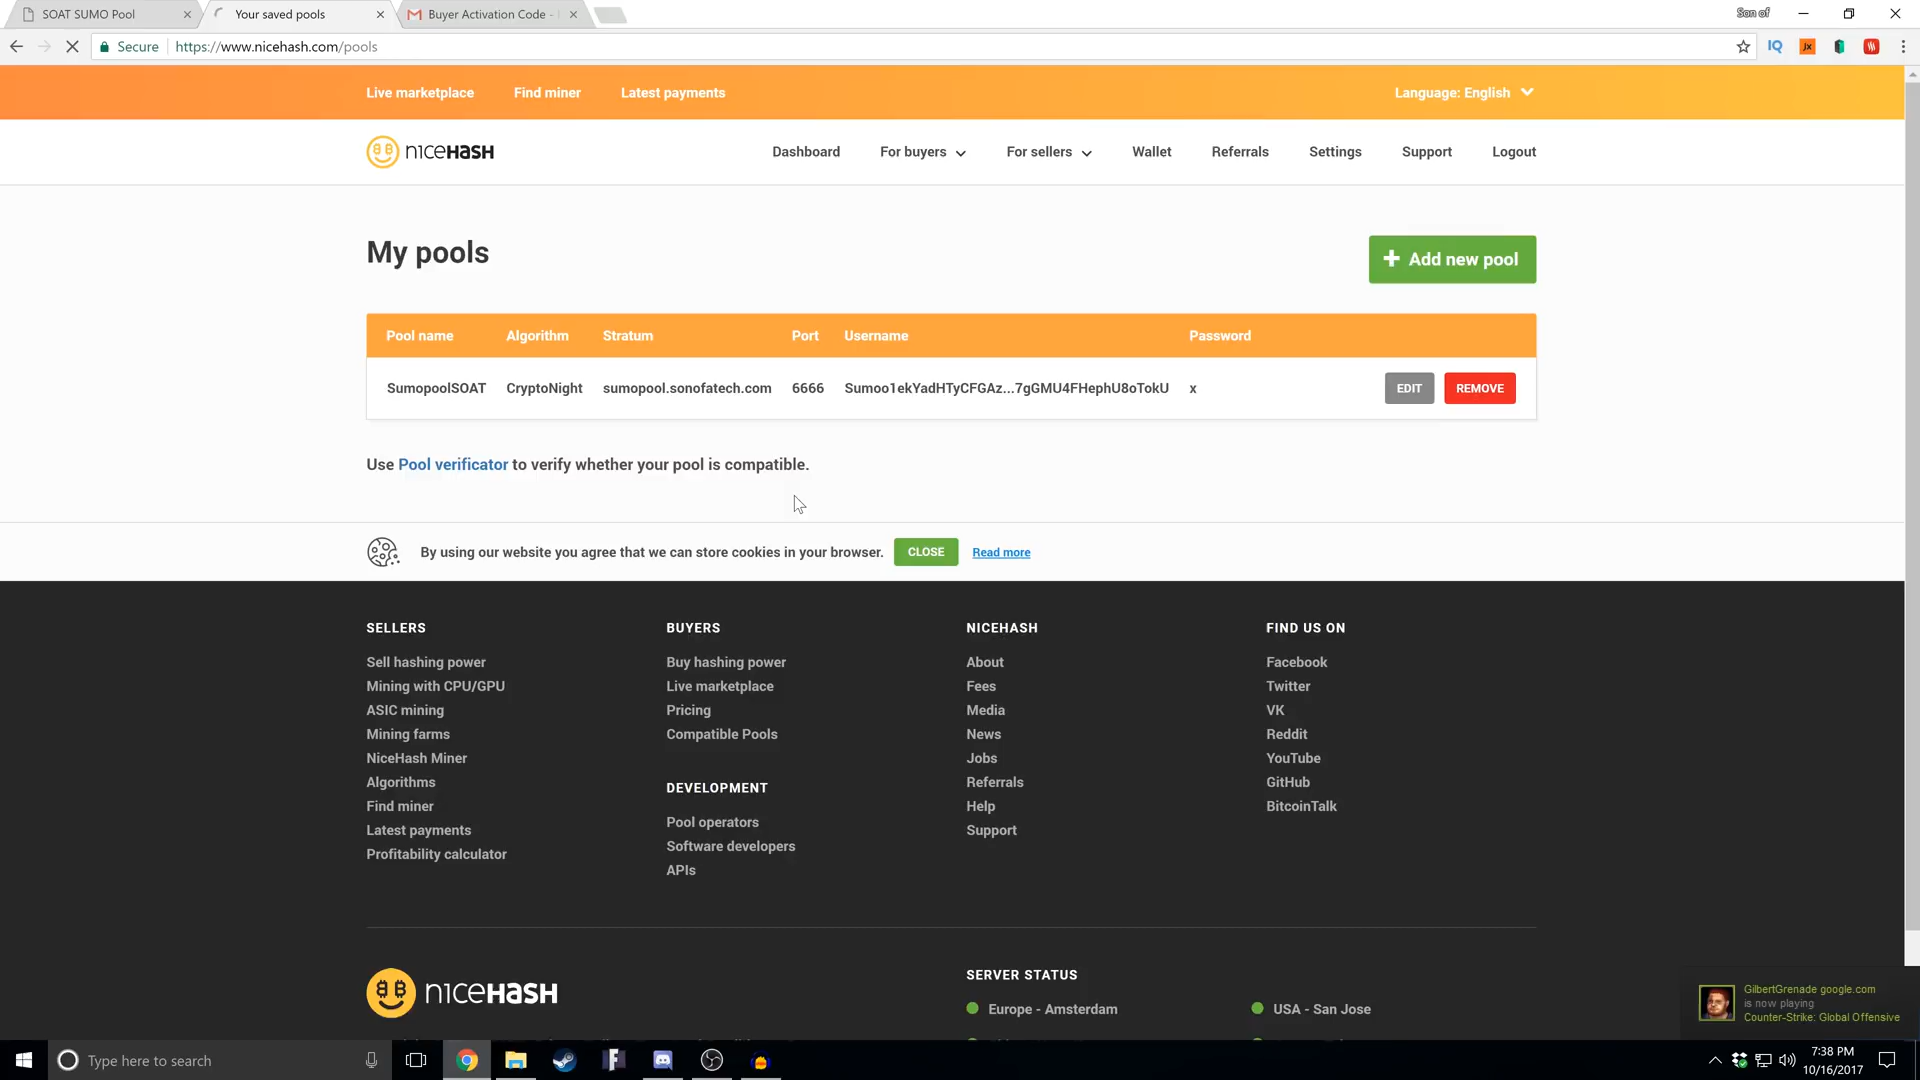 SOAT SUMO Pool
Your saved pools
Buyer Activation Code -
Son of
Secure
https://www.nicehash.com/pools
IQ
jx
Live marketplace
Find miner
Latest payments
Language: English
nicEHASH
Dashboard
For buyers
For sellers
Wallet
Referrals
Settings
Support
Logout
My pools
Add new pool
Pool name Algorithm Stratum Port Username Password
SumopoolSOAT CryptoNight sumopool.sonofatech.com 6666 Sumoo1ekYadHTyCFGAz...7gGMU4FHephU8oTokU x EDIT REMOVE
Use Pool verificator to verify whether your pool is compatible.
By using our website you agree that we can store cookies in your browser. CLOSE Read more
SELLERS
Sell hashing power
Mining with CPU/GPU
ASIC mining
Mining farms
NiceHash Miner
Algorithms
Find miner
Latest payments
Profitability calculator
BUYERS
Buy hashing power
Live marketplace
Pricing
Compatible Pools
DEVELOPMENT
Pool operators
Software developers
APIs
NICEHASH
About
Fees
Media
News
Jobs
Referrals
Help
Support
FIND US ON
Facebook
Twitter
VK
Reddit
YouTube
GitHub
BitcoinTalk
nicEHASH
SERVER STATUS
Europe - Amsterdam
USA - San Jose
GilbertGrenade google.com
is now playing
Counter-Strike: Global Offensive
Type here to search
7:38 PM
10/16/2017